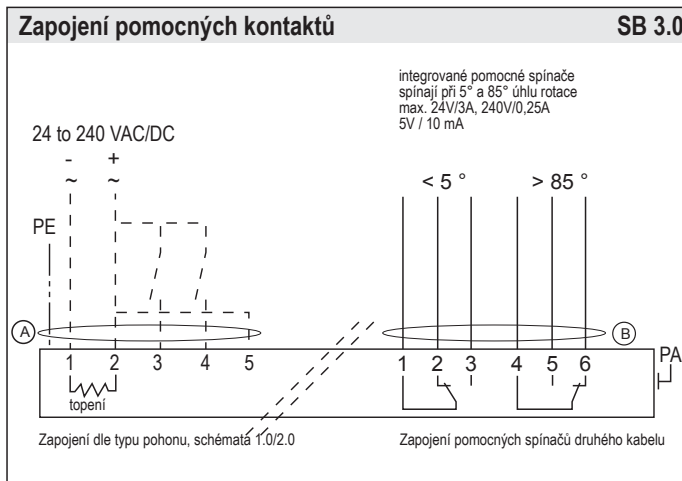 Zapojení pomocných kontaktů SB 3.0
integrované pomocné spínače
spínají při 5° a 85° úhlu rotace
max. 24V/3A, 240V/0,25A
5V / 10 mA
24 to 240 VAC/DC
- +
~ ~
< 5 ° > 85 °
PE
A B
1 2 3 4 5 1 2 3 4 5 6 PA
topení
Zapojení dle typu pohonu, schémata 1.0/2.0 Zapojení pomocných spínačů druhého kabelu